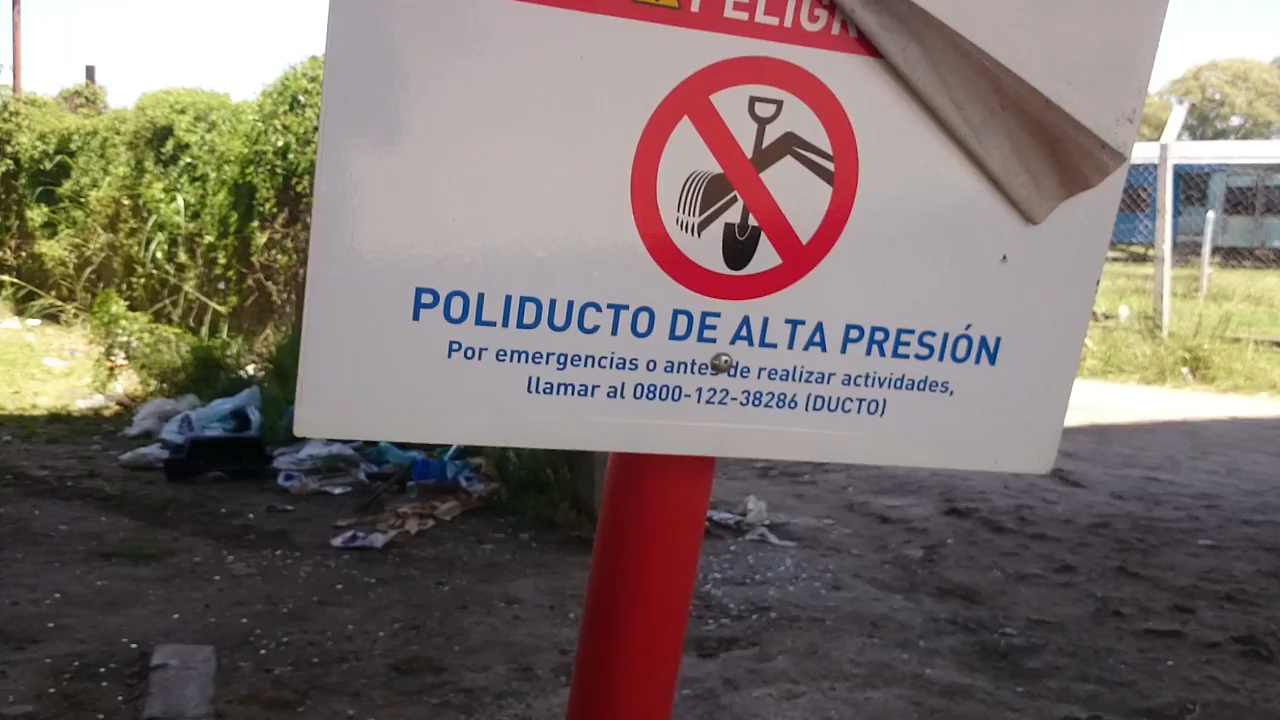 PELIGR
POLIDUCTO DE ALTA PRESIÓN
Por emergencias o antes de realizar actividades,
llamar al 0800-122-38286 (DUCTO)